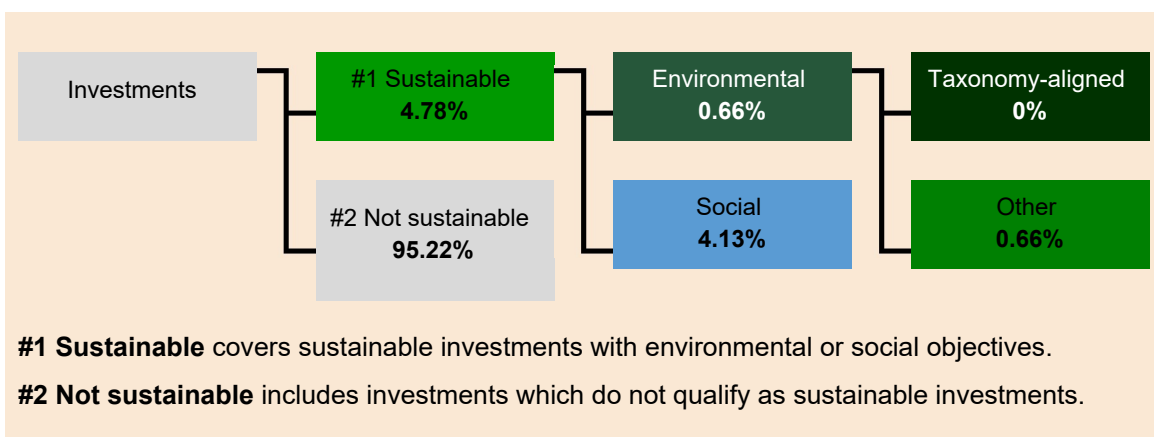 Investments
#1 Sustainable
4.78%
Environmental
0.66%
Taxonomy-aligned
0%
#2 Not sustainable
95.22%
Social
4.13%
Other
0.66%
#1 Sustainable covers sustainable investments with environmental or social objectives.
#2 Not sustainable includes investments which do not qualify as sustainable investments.